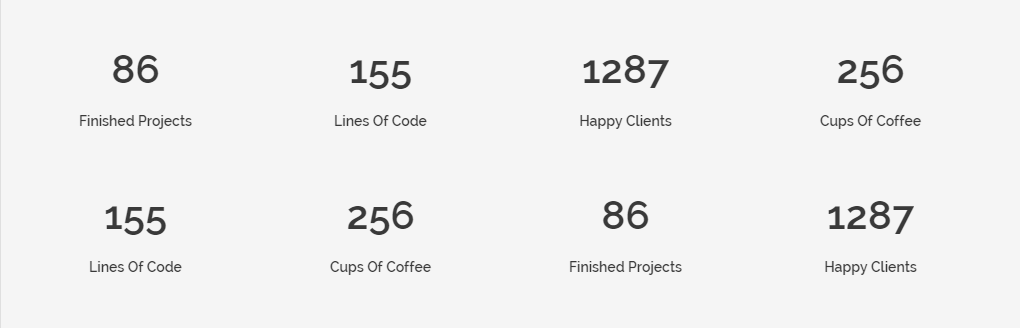 86 155 1287 256
Finished Projects Lines Of Code Happy Clients Cups Of Coffee
155 256 86 1287
Lines Of Code Cups Of Coffee Finished Projects Happy Clients